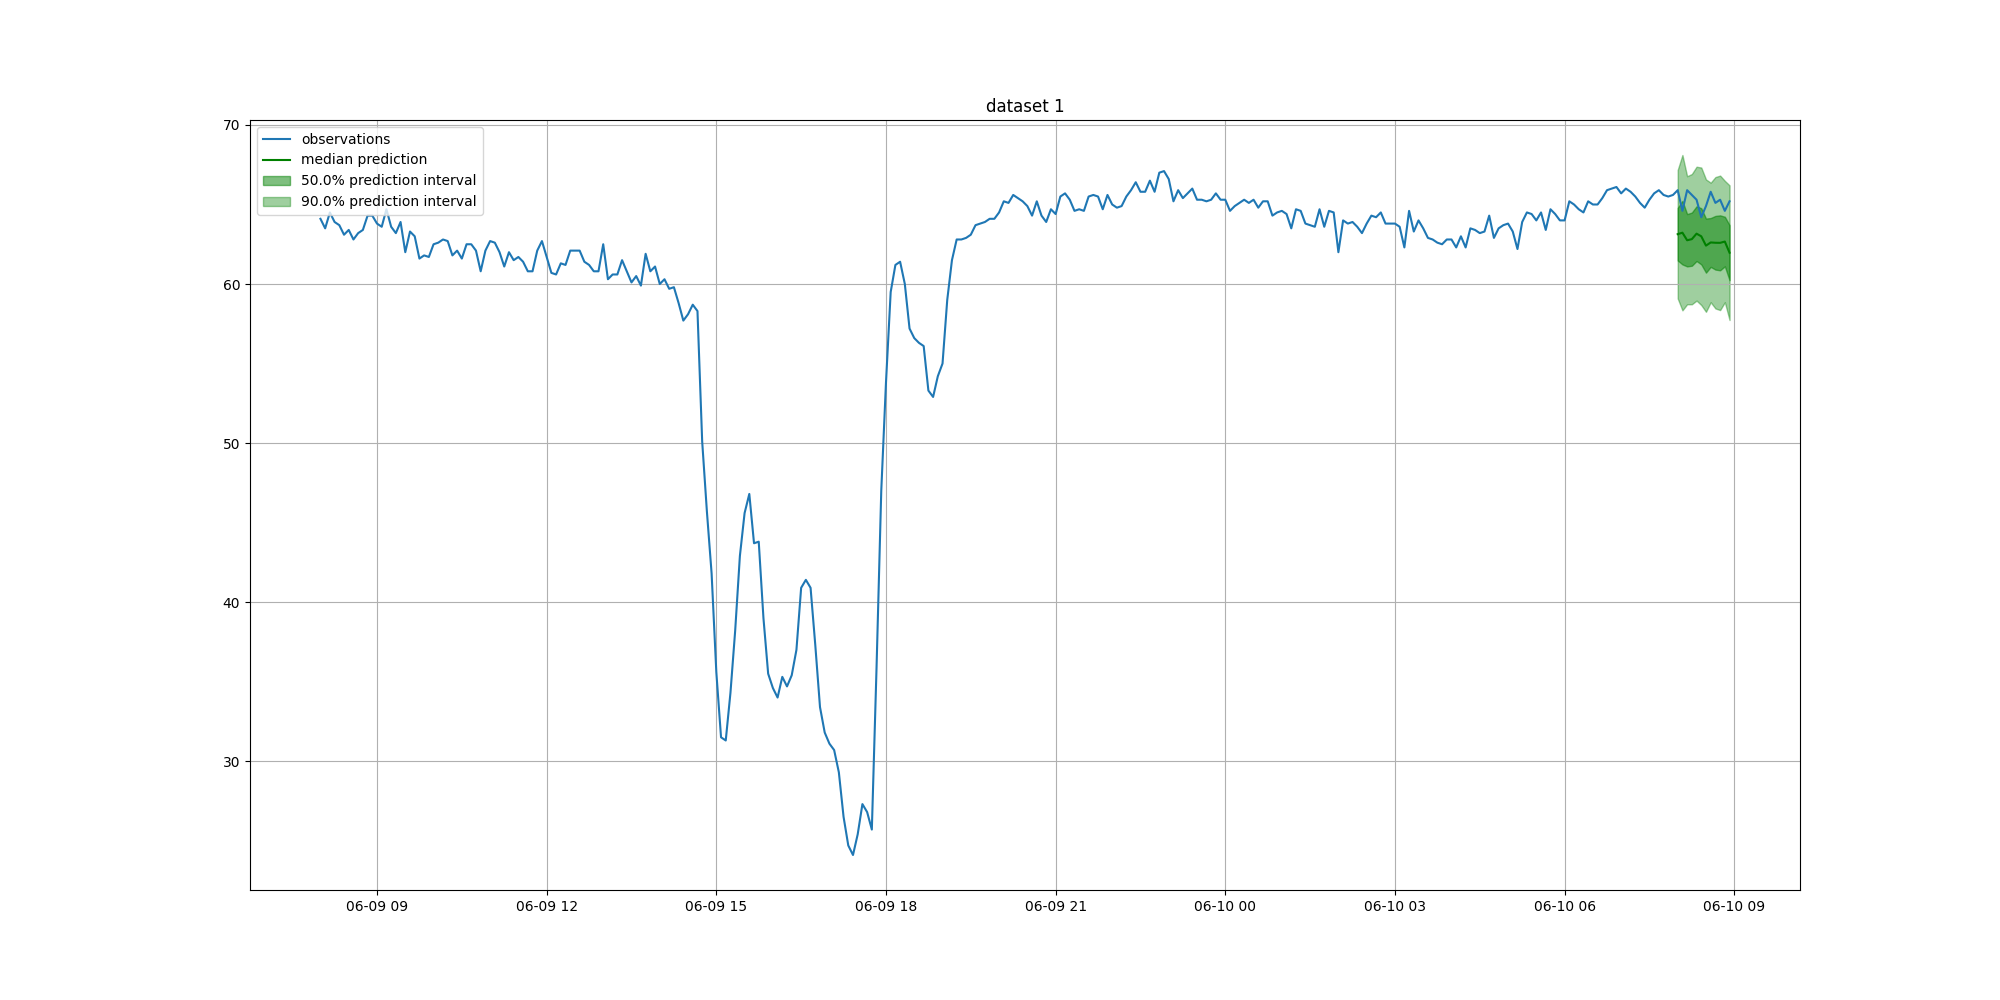 dataset 1
observations
median prediction
50.0% prediction interval
90.0% prediction interval
70
60
50
40
30
06-09 09
06-09 12
06-09 15
06-09 18
06-09 21
06-10 00
06-10 03
06-10 06
06-10 09